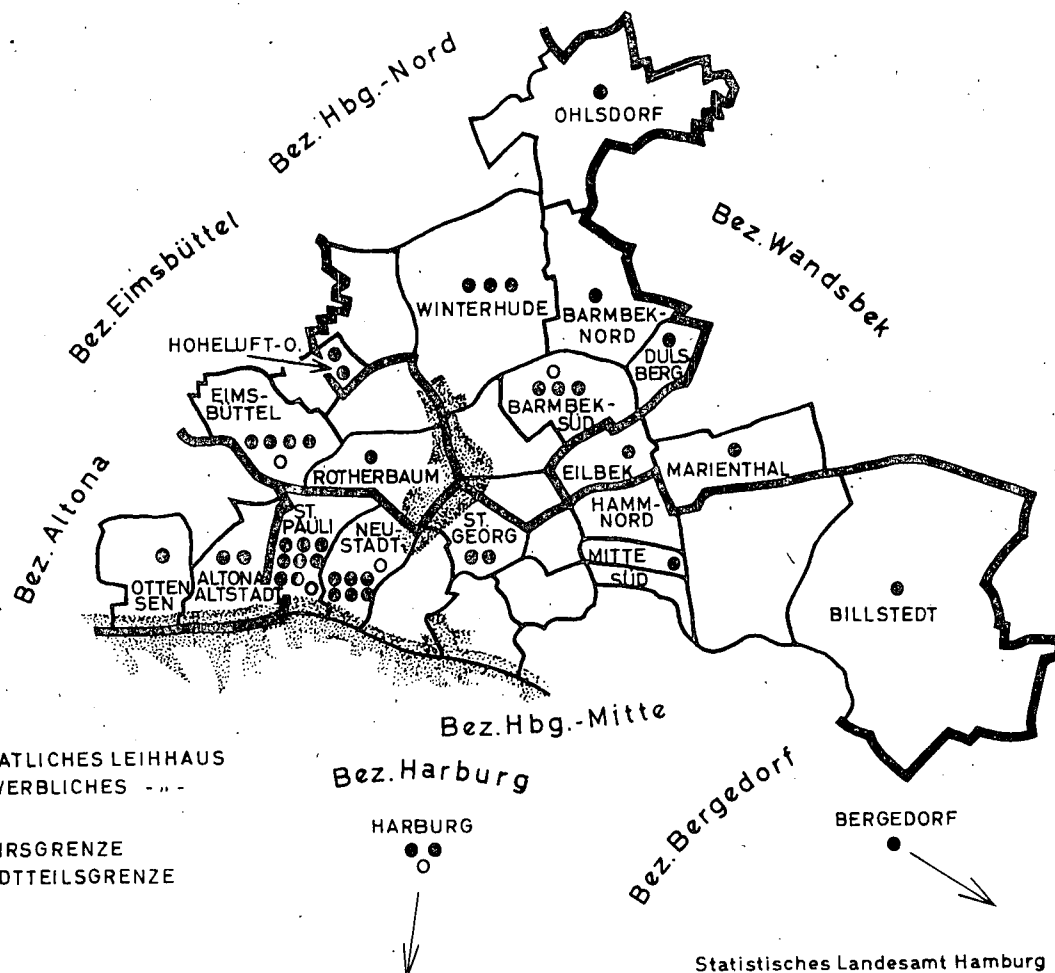 Bez. Hbg.-Nord
OHLSDORF
Bez. Eimsbüttel
Bez. Wandsbek
WINTERHUDE
BARMBEK-
NORD
HOHELUFT-O.
DULS
BERG
EIMS-
BÜTTEL
BARMBEK-
SÜD
Bez. Altona
ROTHERBAUM
EILBEK
MARIENTHAL
ST.
PAULI
NEU-
STADT
ST.
GEORG
HAMM-
NORD
MITTE
SÜD
OTTEN
SEN
ALTONA
ALTSTADT
BILLSTEDT
Bez. Hbg.-Mitte
ATLICHES LEIHHAUS
VERBLICHES -„-
Bez. Harburg
Bez. Bergedorf
HARBURG
BERGEDORF
IRSGRENZE
DTTEILSGRENZE
Statistisches Landesamt Hamburg